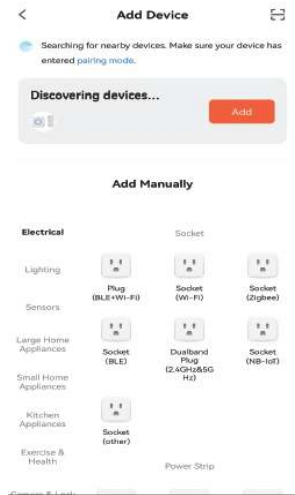 Add Device
Searching for nearby devices. Make sure your device has
entered pairing mode.
Discovering devices...
Add
Add Manually
Electrical
Socket
Lighting
Plug
(BLE+Wi-Fi)
Socket
(Wi-Fi)
Socket
(Zigbee)
Sensors
Large Home
Appliances
Socket
(BLE)
Dualband
Plug
(2.4GHz&5G
Hz)
Socket
(NB-IoT)
Small Home
Appliances
Kitchen
Appliances
Socket
(other)
Exercise &
Health
Power Strip